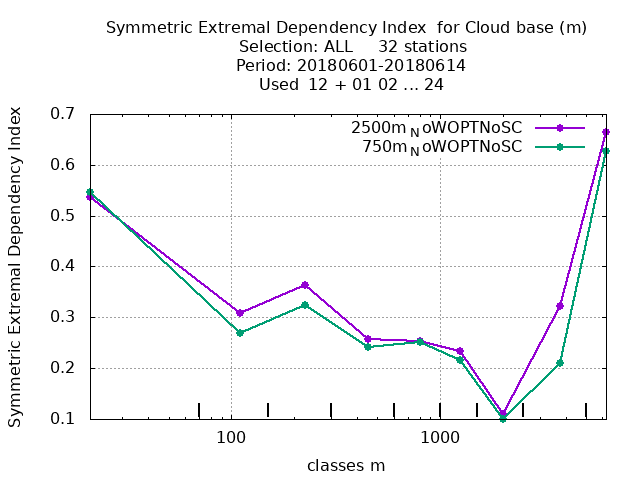 Symmetric Extremal Dependency Index  for Cloud base (m)
Selection: ALL     32 stations
Period: 20180601-20180614
Used  12 + 01 02 ... 24
Symmetric Extremal Dependency Index
0.7
0.6
0.5
0.4
0.3
0.2
0.1
2500mNoWOPTNoSC
750mNoWOPTNoSC
100
1000
classes m